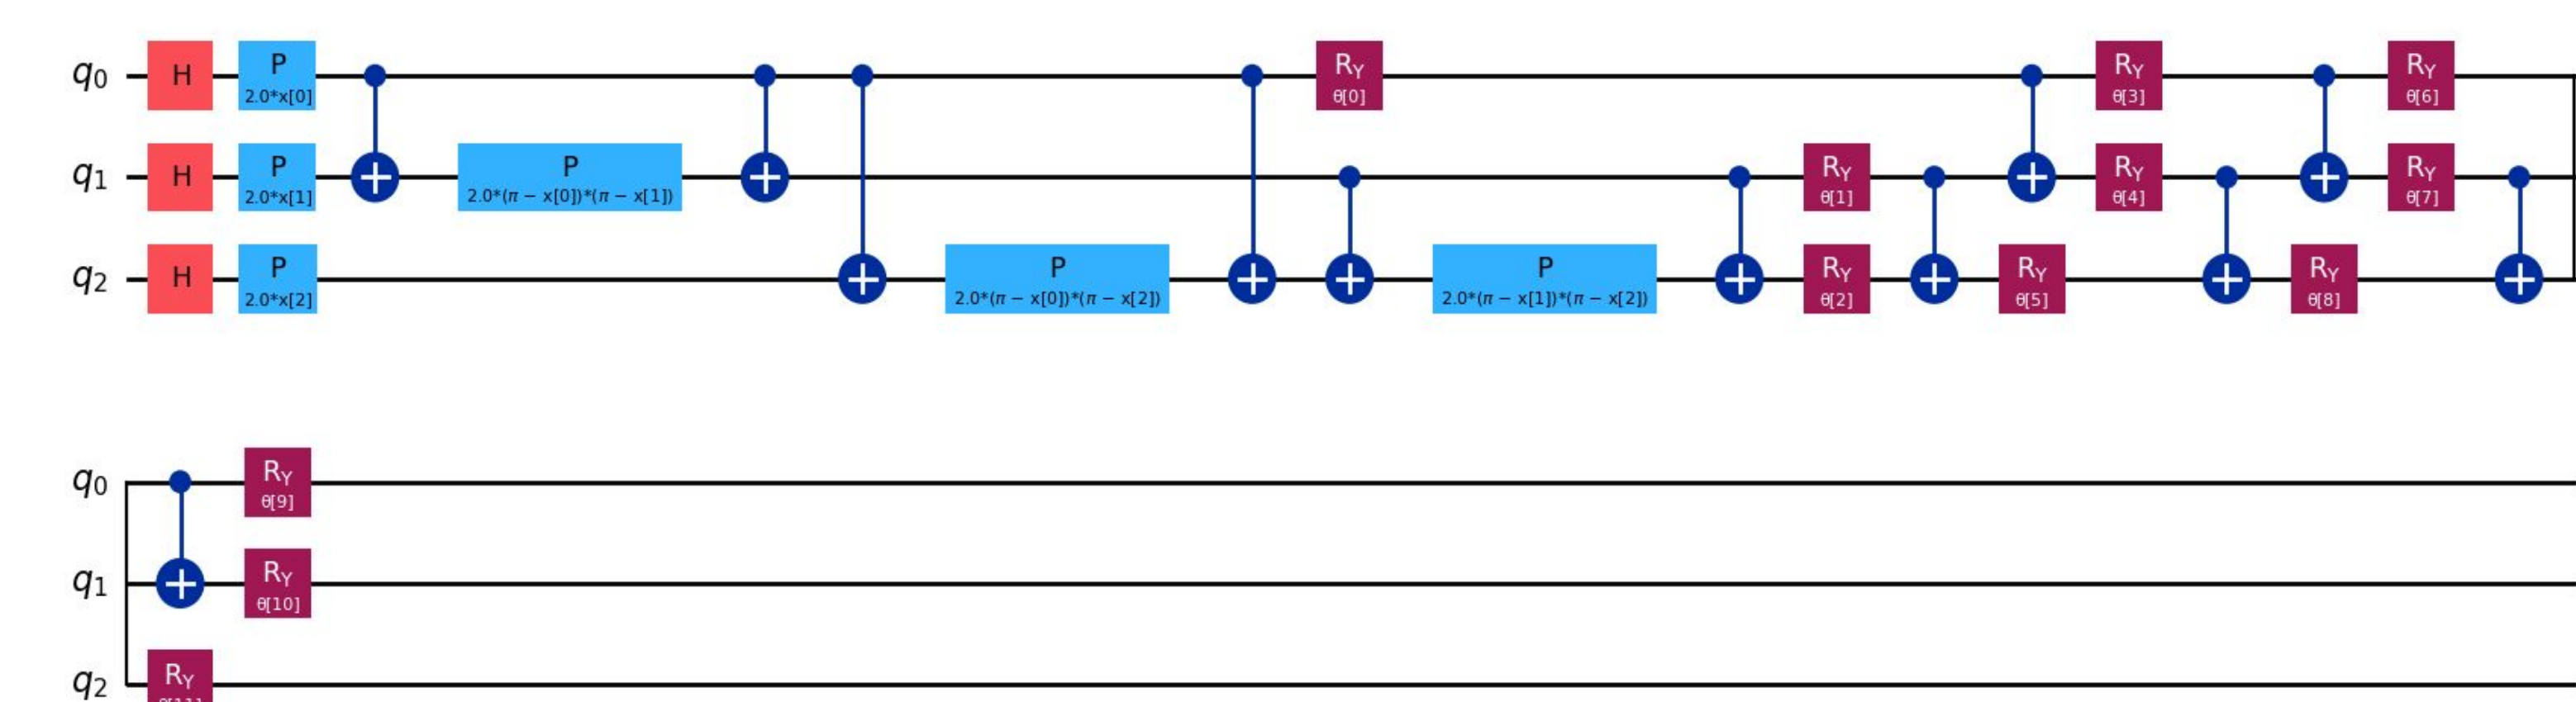 q0 H P 2.0*x[0] RY θ[0] RY θ[3] RY θ[6]
q1 H P 2.0*x[1] P 2.0*(π − x[0])*(π − x[1]) RY θ[1] RY θ[4] RY θ[7]
q2 H P 2.0*x[2] P 2.0*(π − x[0])*(π − x[2]) P 2.0*(π − x[1])*(π − x[2]) RY θ[2] RY θ[5] RY θ[8]
q0 RY θ[9]
q1 RY θ[10]
q2 RY